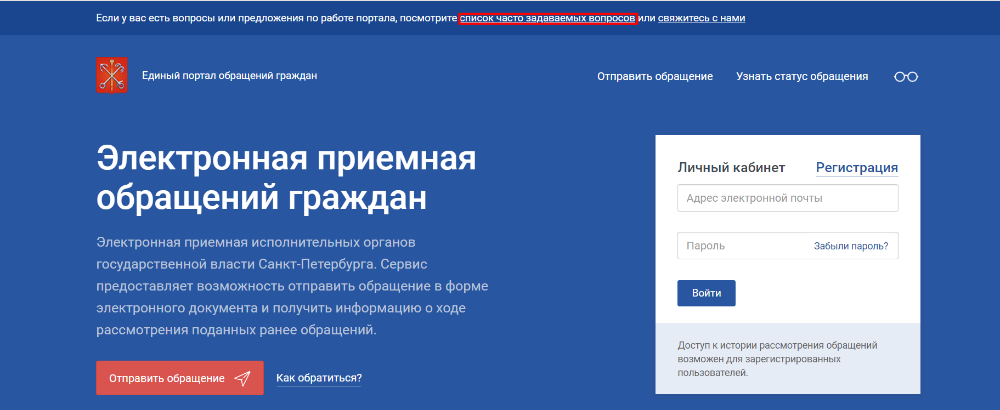 Если у вас есть вопросы или предложения по работе портала, посмотрите список часто задаваемых вопросов или свяжитесь с нами
Единый портал обращений граждан
Отправить обращение
Узнать статус обращения
Электронная приемная
обращений граждан
Электронная приемная исполнительных органов
государственной власти Санкт-Петербурга. Сервис
предоставляет возможность отправить обращение в форме
электронного документа и получить информацию о ходе
рассмотрения поданных ранее обращений.
Отправить обращение
Как обратиться?
Личный кабинет
Регистрация
Адрес электронной почты
Пароль
Забыли пароль?
Войти
Доступ к истории рассмотрения обращений
возможен для зарегистрированных
пользователей.